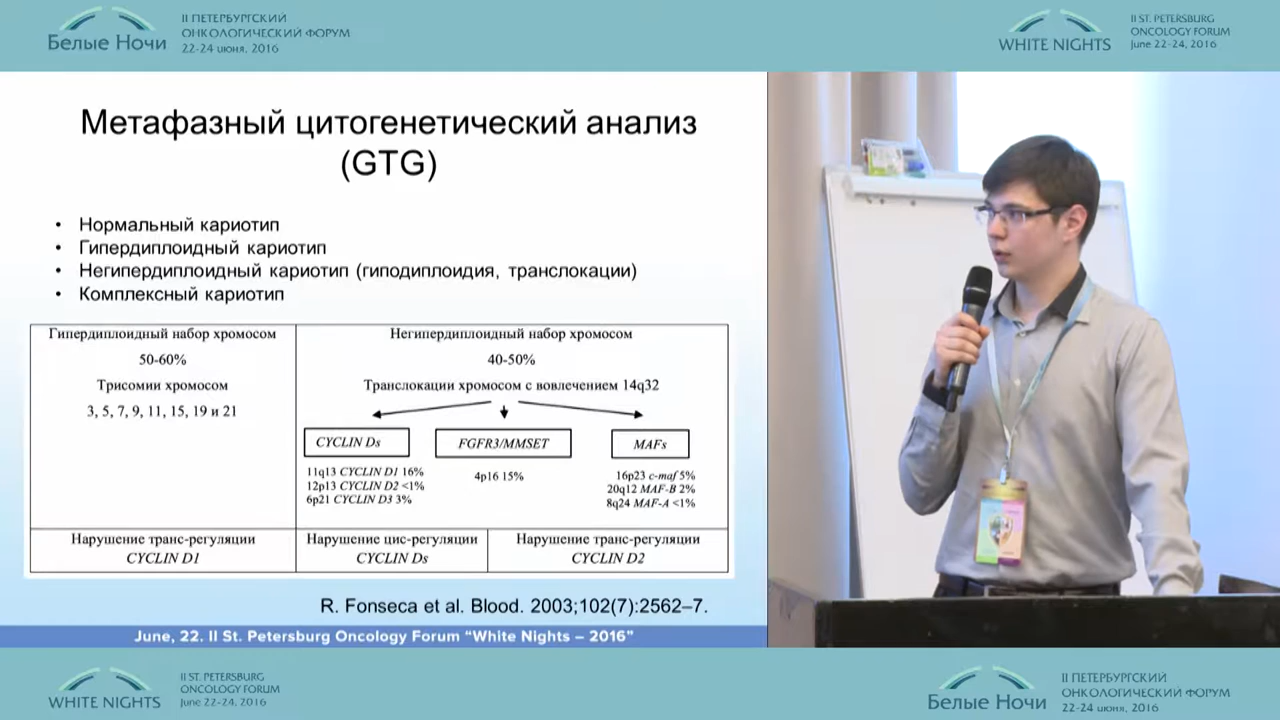 Белые Ночи
II ПЕТЕРБУРГСКИЙ
ОНКОЛОГИЧЕСКИЙ ФОРУМ
22-24 июня, 2016
WHITE NIGHTS
II ST. PETERSBURG
ONCOLOGY FORUM
June 22-24, 2016
Метафазный цитогенетический анализ
(GTG)
• Нормальный кариотип
• Гипердиплоидный кариотип
• Негипердиплоидный кариотип (гиподиплоидия, транслокации)
• Комплексный кариотип
Гипердиплоидный набор хромосом
50-60%
Трисомии хромосом
3, 5, 7, 9, 11, 15, 19 и 21
Негипердиплоидный набор хромосом
40-50%
Транслокации хромосом с вовлечением 14q32
CYCLIN Ds
FGFR3/MMSET
MAFs
11q13 CYCLIN D1 16%
12p13 CYCLIN D2 <1%
6p21 CYCLIN D3 3%
4p16 15%
16p23 c-maf 5%
20q12 MAF-B 2%
8q24 MAF-A <1%
Нарушение транс-регуляции
CYCLIN D1
Нарушение цис-регуляции
CYCLIN Ds
Нарушение транс-регуляции
CYCLIN D2
R. Fonseca et al. Blood. 2003;102(7):2562–7.
June, 22. II St. Petersburg Oncology Forum “White Nights – 2016”
WHITE NIGHTS
II ST. PETERSBURG
ONCOLOGY FORUM
June 22-24, 2016
Белые Ночи
II ПЕТЕРБУРГСКИЙ
ОНКОЛОГИЧЕСКИЙ ФОРУМ
22-24 июня, 2016